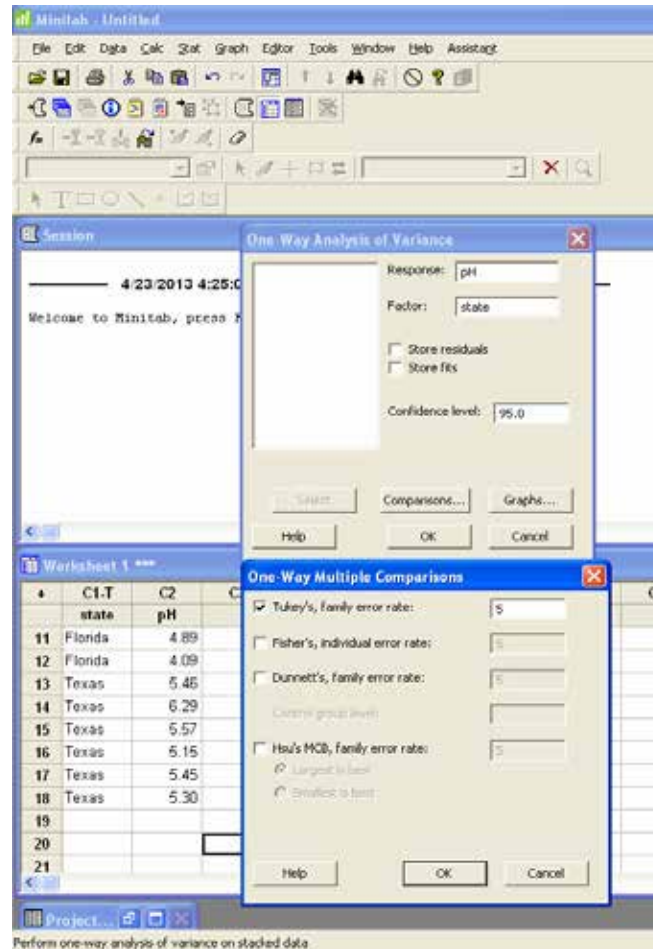 Minitab - Untitled
File Edit Data Calc Stat Graph Editor Tools Window Help Assistant
Session
One-Way Analysis of Variance
4/23/2013 4:25:0
Welcome to Minitab, press
Response: pH
Factor: state
Store residuals
Store fits
Confidence level: 95.0
Select
Comparisons... Graphs...
Help OK Cancel
Worksheet 1 ***
C1-T C2
state pH
11 Florida 4.89
12 Florida 4.09
13 Texas 5.46
14 Texas 6.29
15 Texas 5.57
16 Texas 5.15
17 Texas 5.45
18 Texas 5.30
19
20
21
One-Way Multiple Comparisons
Tukey's, family error rate: 5
Fisher's, individual error rate: 5
Dunnett's, family error rate: 5
Control group level:
Hsu's MCB, family error rate: 5
Largest is best
Smallest is best
Help OK Cancel
Project...
Perform one-way analysis of variance on stacked data